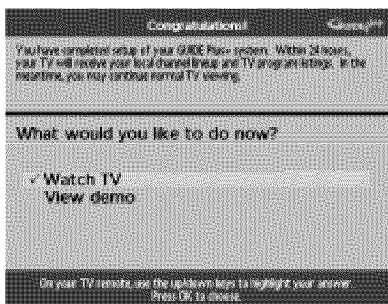 Congratulations!
You have completed setup of your GUIDE Plus+ system. Within 24 hours,
your TV will receive your local channel lineup and TV program listings. In the
meantime, you may continue normal TV viewing.
What would you like to do now?
✓ Watch TV
View demo
On your TV remote, use the up/down keys to highlight your answer.
Press OK to choose.